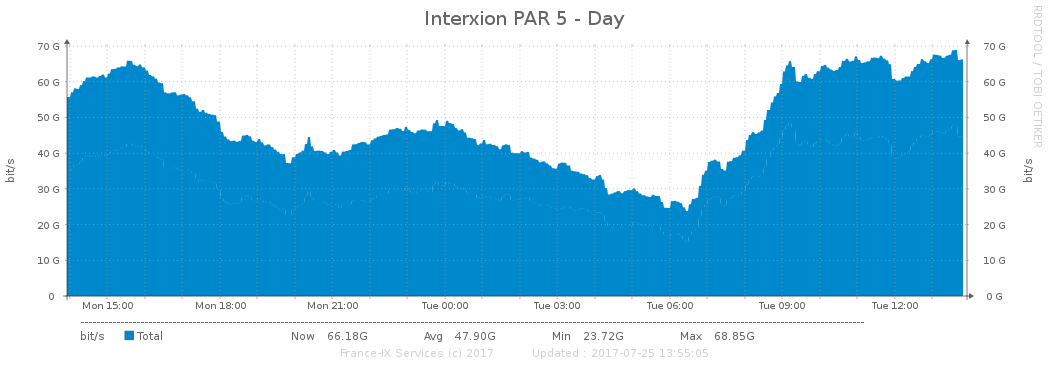 Interxion PAR 5 - Day
RRDTOOL / TOBI OETIKER
70 G 70 G
60 G 60 G
50 G 50 G
40 G 40 G
30 G 30 G
20 G 20 G
10 G 10 G
0 0 G
bit/s bit/s
Mon 15:00 Mon 18:00 Mon 21:00 Tue 00:00 Tue 03:00 Tue 06:00 Tue 09:00 Tue 12:00
bit/s Total Now 66.18G Avg 47.90G Min 23.72G Max 68.85G
France-IX Services (c) 2017 Updated : 2017-07-25 13:55:05